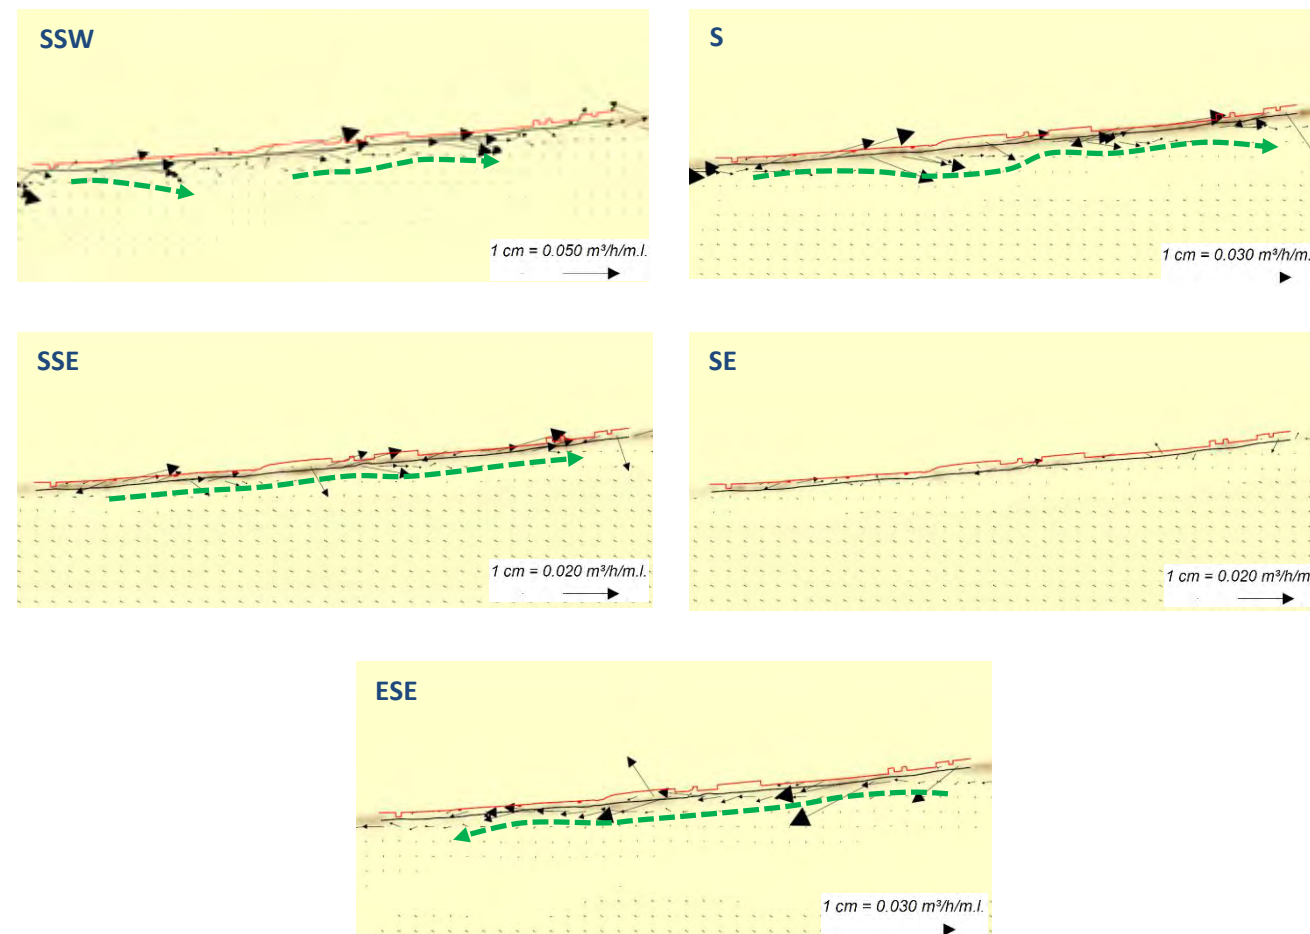 SSW
S
1 cm = 0.050 m³/h/m.l.
1 cm = 0.030 m³/h/m.
SSE
SE
1 cm = 0.020 m³/h/m.l.
1 cm = 0.020 m³/h/m
ESE
1 cm = 0.030 m³/h/m.l.